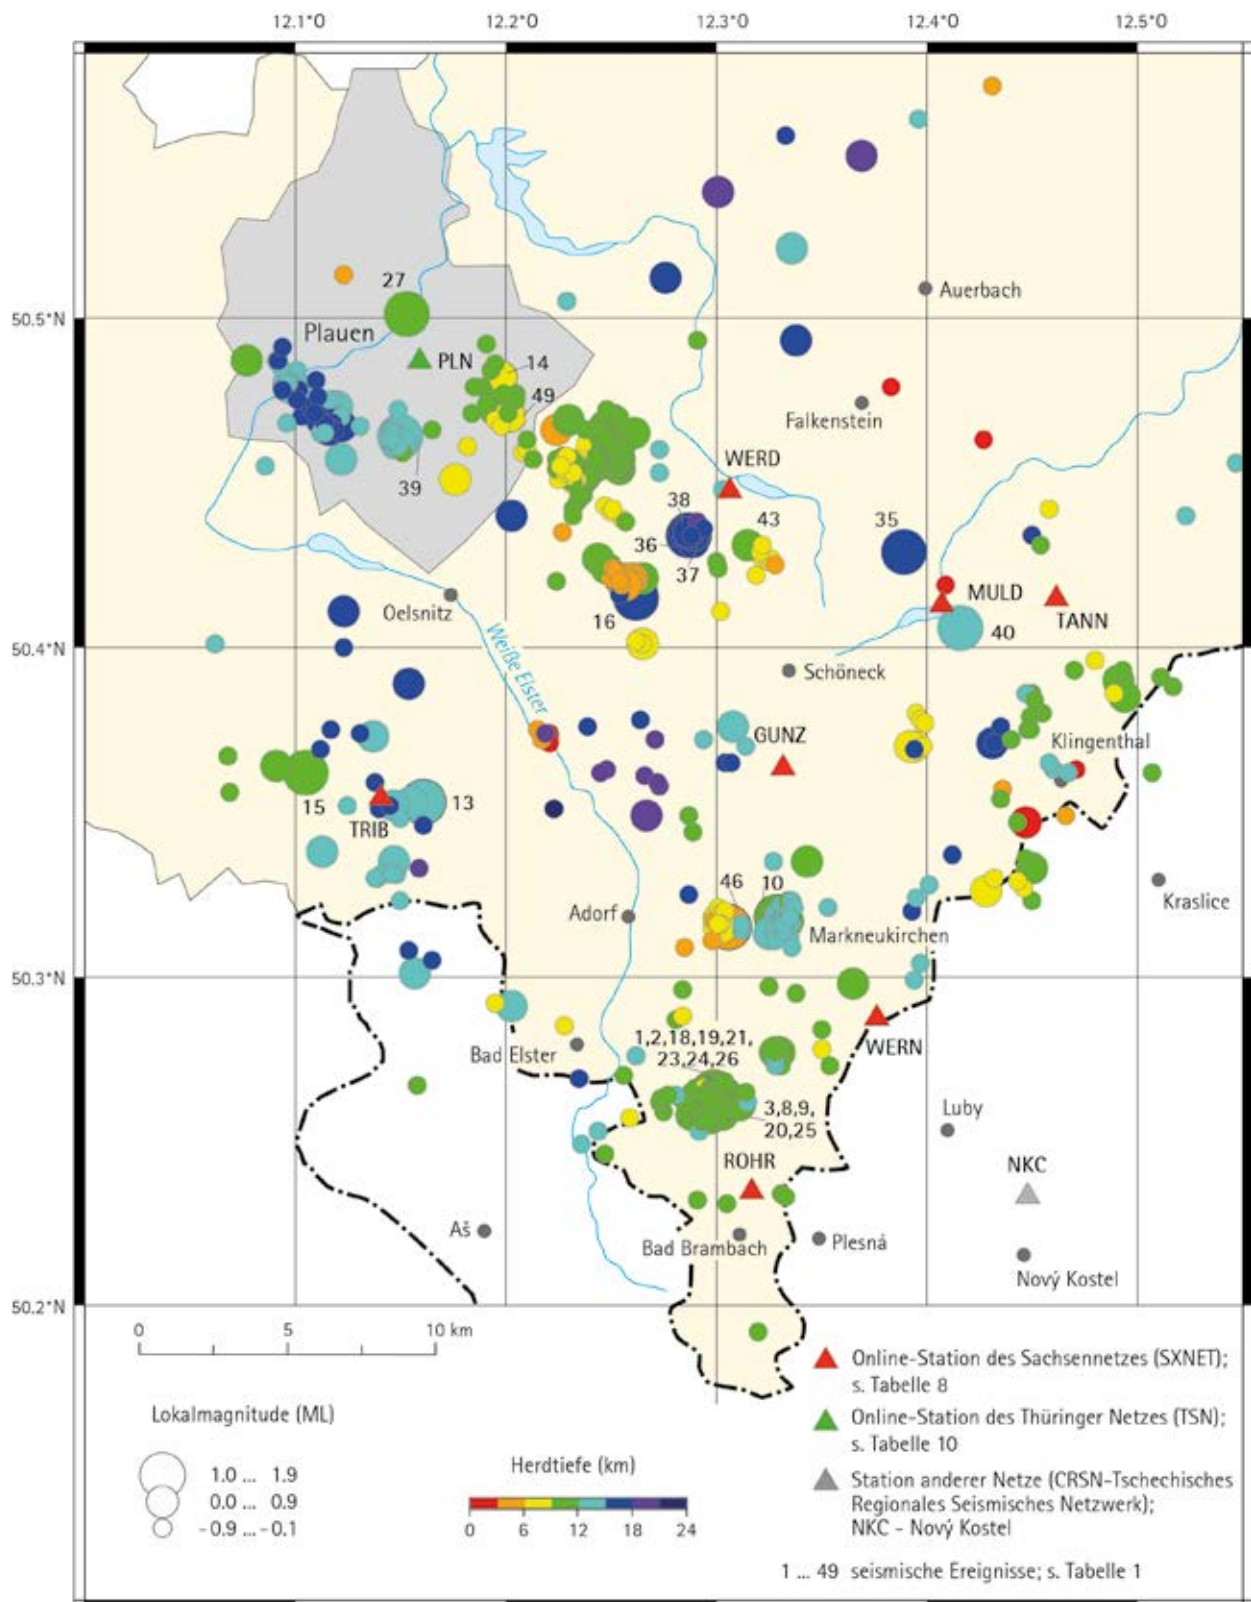 12.1°O 12.2°O 12.3°O 12.4°O 12.5°O
27
Auerbach
50.5°N
Plauen
PLN
14
49
Falkenstein
WERD
39
38
43
35
36
37
MULD
Oelsnitz
16
40
TANN
50.4°N
Weiße Elster
Schöneck
GUNZ
Klingenthal
15
13
TRIB
46
10
Kraslice
Adorf
Markneukirchen
50.3°N
1,2,18,19,21,
23,24,26
WERN
Bad Elster
3,8,9,
20,25
Luby
ROHR
NKC
Aš
Bad Brambach
Plesná
Nový Kostel
50.2°N
0 5 10 km
Online-Station des Sachsennetzes (SXNET);
s. Tabelle 8
Lokalmagnitude (ML)
Online-Station des Thüringer Netzes (TSN);
s. Tabelle 10
1.0 ... 1.9
0.0 ... 0.9
-0.9 ...-0.1
Herdtiefe (km)
0 6 12 18 24
Station anderer Netze (CRSN-Tschechisches
Regionales Seismisches Netzwerk);
NKC - Nový Kostel
1 ... 49 seismische Ereignisse; s. Tabelle 1